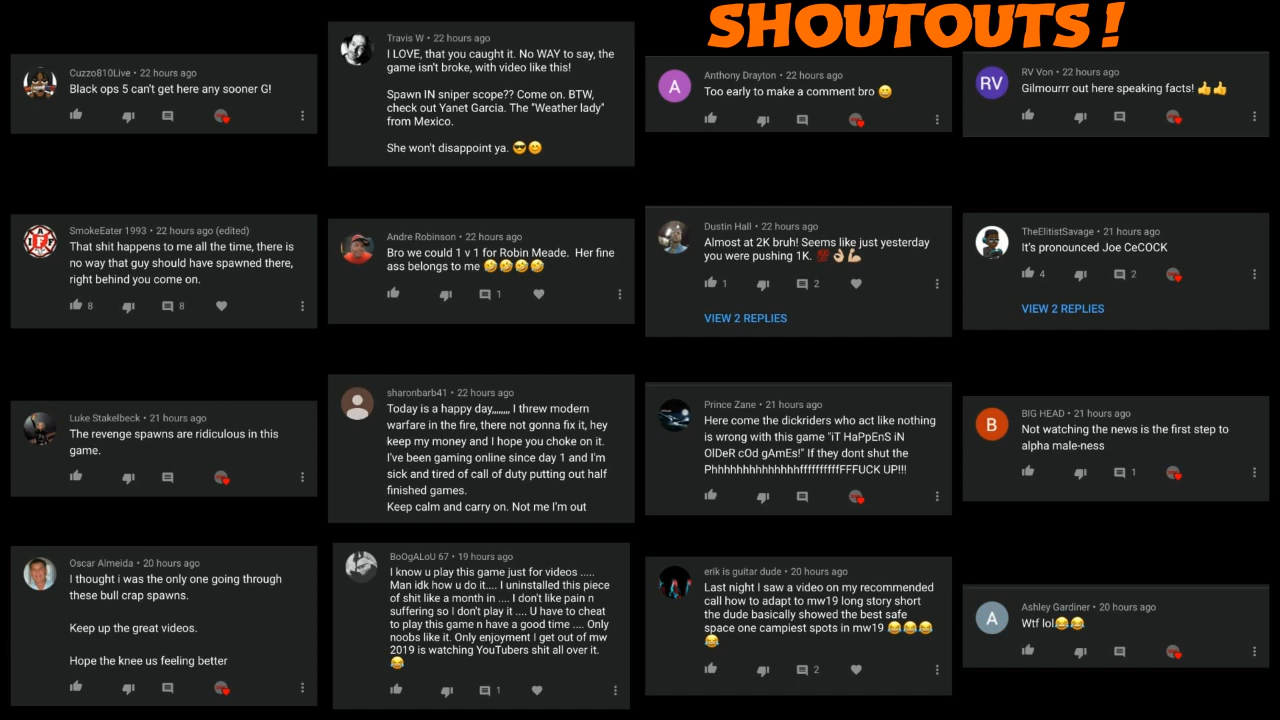 SHOUTOUTS!
Cuzzo810Live • 22 hours ago
Black ops 5 can't get here any sooner G!
Travis W • 22 hours ago
I LOVE, that you caught it. No WAY to say, the
game isn't broke, with video like this!
Spawn IN sniper scope?? Come on. BTW,
check out Yanet Garcia. The "Weather lady"
from Mexico.
She won't disappoint ya. 😎😊
A
Anthony Drayton • 22 hours ago
Too early to make a comment bro 😀
RV
RV Von • 22 hours ago
Gilmourrr out here speaking facts! 👍👍
SmokeEater 1993 • 22 hours ago (edited)
That shit happens to me all the time, there is
no way that guy should have spawned there,
right behind you come on.
8
8
Andre Robinson • 22 hours ago
Bro we could 1 v 1 for Robin Meade.  Her fine
ass belongs to me 🤣🤣🤣🤣
1
Dustin Hall • 22 hours ago
Almost at 2K bruh! Seems like just yesterday
you were pushing 1K. 💯👌🏼💪🏼
1
2
VIEW 2 REPLIES
TheElitistSavage • 21 hours ago
It's pronounced Joe CeCOCK
4
2
VIEW 2 REPLIES
Luke Stakelbeck • 21 hours ago
The revenge spawns are ridiculous in this
game.
sharonbarb41 • 22 hours ago
Today is a happy day,,,,,,,, I threw modern
warfare in the fire, there not gonna fix it, hey
keep my money and I hope you choke on it.
I've been gaming online since day 1 and I'm
sick and tired of call of duty putting out half
finished games.
Keep calm and carry on. Not me I'm out
Prince Zane • 21 hours ago
Here come the dickriders who act like nothing
is wrong with this game "iT HaPpEnS iN
OlDeR cOd gAmEs!" If they dont shut the
PhhhhhhhhhhhhhhffffffffffFFFUCK UP!!!
B
BIG HEAD • 21 hours ago
Not watching the news is the first step to
alpha male-ness
1
Oscar Almeida • 20 hours ago
I thought i was the only one going through
these bull crap spawns.
Keep up the great videos.
Hope the knee us feeling better
BoOgALoU 67 • 19 hours ago
I know u play this game just for videos .....
Man idk how u do it.... I uninstalled this piece
of shit like a month in .... I don't like pain n
suffering so I don't play it .... U have to cheat
to play this game n have a good time .... Only
noobs like it. Only enjoyment I get out of mw
2019 is watching YouTubers shit all over it.
😂
1
erik is guitar dude • 20 hours ago
Last night I saw a video on my recommended
call how to adapt to mw19 long story short
the dude basically showed the best safe
space one campiest spots in mw19 😂😂😂
😂
2
A
Ashley Gardiner • 20 hours ago
Wtf lol😂😂